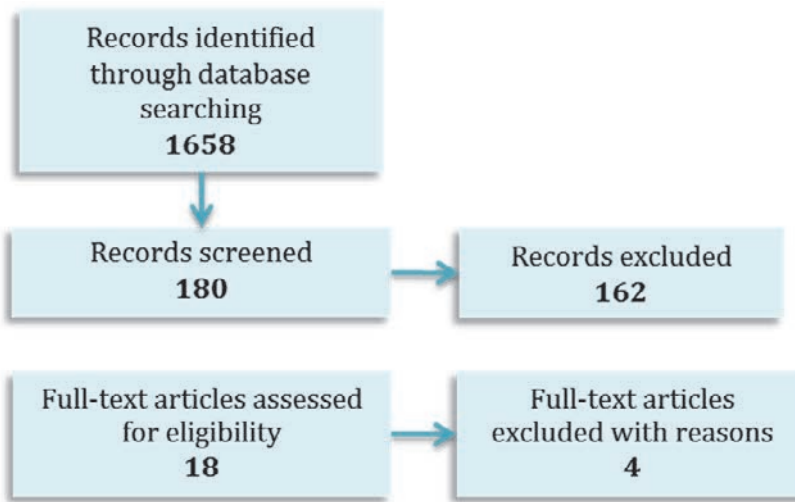 Records identified
through database
searching
1658
Records screened
180
Records excluded
162
Full-text articles assessed
for eligibility
18
Full-text articles
excluded with reasons
4